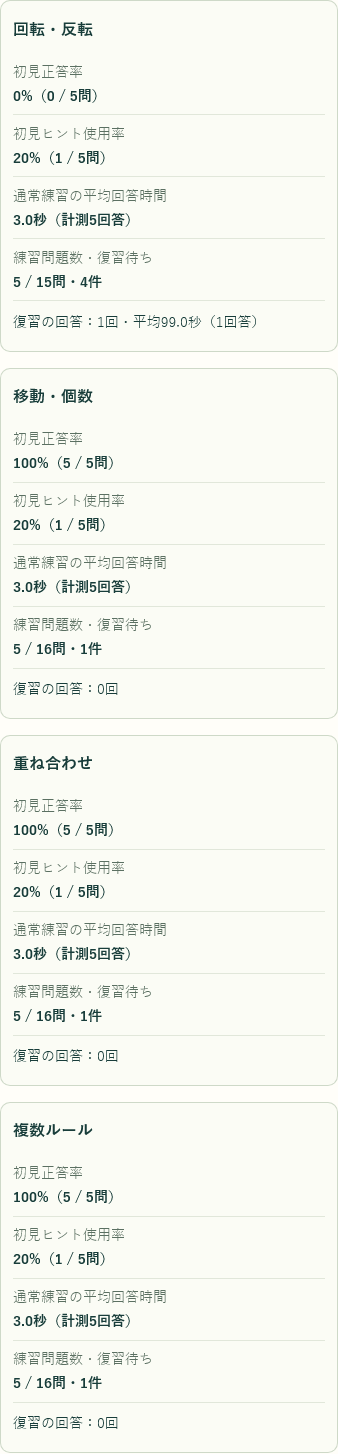 回転・反転
初見正答率
0%（0 / 5問）
初見ヒント使用率
20%（1 / 5問）
通常練習の平均回答時間
3.0秒（計測5回答）
練習問題数・復習待ち
5 / 15問・4件
復習の回答：1回・平均99.0秒（1回答）
移動・個数
初見正答率
100%（5 / 5問）
初見ヒント使用率
20%（1 / 5問）
通常練習の平均回答時間
3.0秒（計測5回答）
練習問題数・復習待ち
5 / 16問・1件
復習の回答：0回
重ね合わせ
初見正答率
100%（5 / 5問）
初見ヒント使用率
20%（1 / 5問）
通常練習の平均回答時間
3.0秒（計測5回答）
練習問題数・復習待ち
5 / 16問・1件
復習の回答：0回
複数ルール
初見正答率
100%（5 / 5問）
初見ヒント使用率
20%（1 / 5問）
通常練習の平均回答時間
3.0秒（計測5回答）
練習問題数・復習待ち
5 / 16問・1件
復習の回答：0回